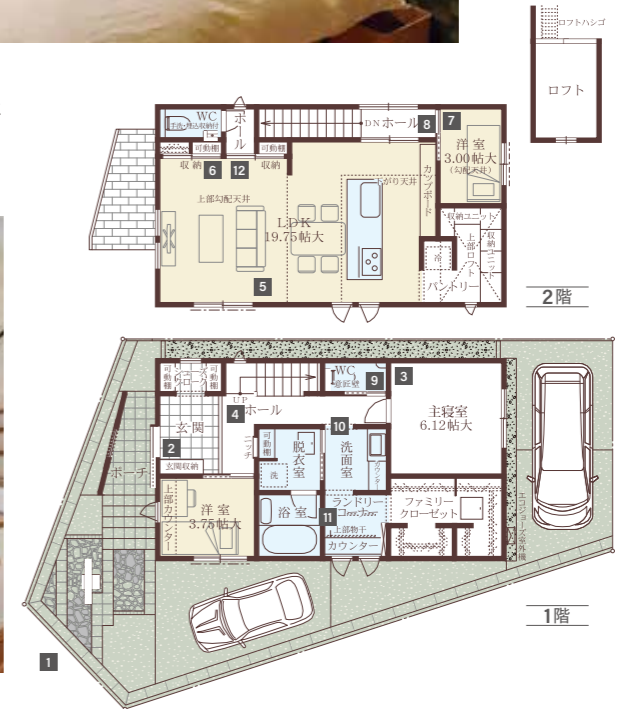 ロフトハシゴ
ロフト
WC
手洗・埋込収納付
ホール
可動棚
可動棚
収納
収納
6
12
DNホール
8
7
洋室
3.00帖大
(勾配天井)
上部勾配天井
LDK
19.75帖大
下がり天井
カップボード
5
冷
パントリー
収納ユニット
収納ユニット
上部ロフト
2階
可動棚
シューズクローク
可動棚
UP
4
ホール
WC
意匠壁
9
3
主寝室
6.12帖大
玄関
2
玄関収納
ニッチ
ポーチ
可動棚
脱衣室
洗
10
洗面室
カウンター
上部カウンター
洋室
3.75帖大
浴室
11
ランドリー
コーナー
上部物干
カウンター
ファミリー
クローゼット
エコジョーズ室外機
1
1階